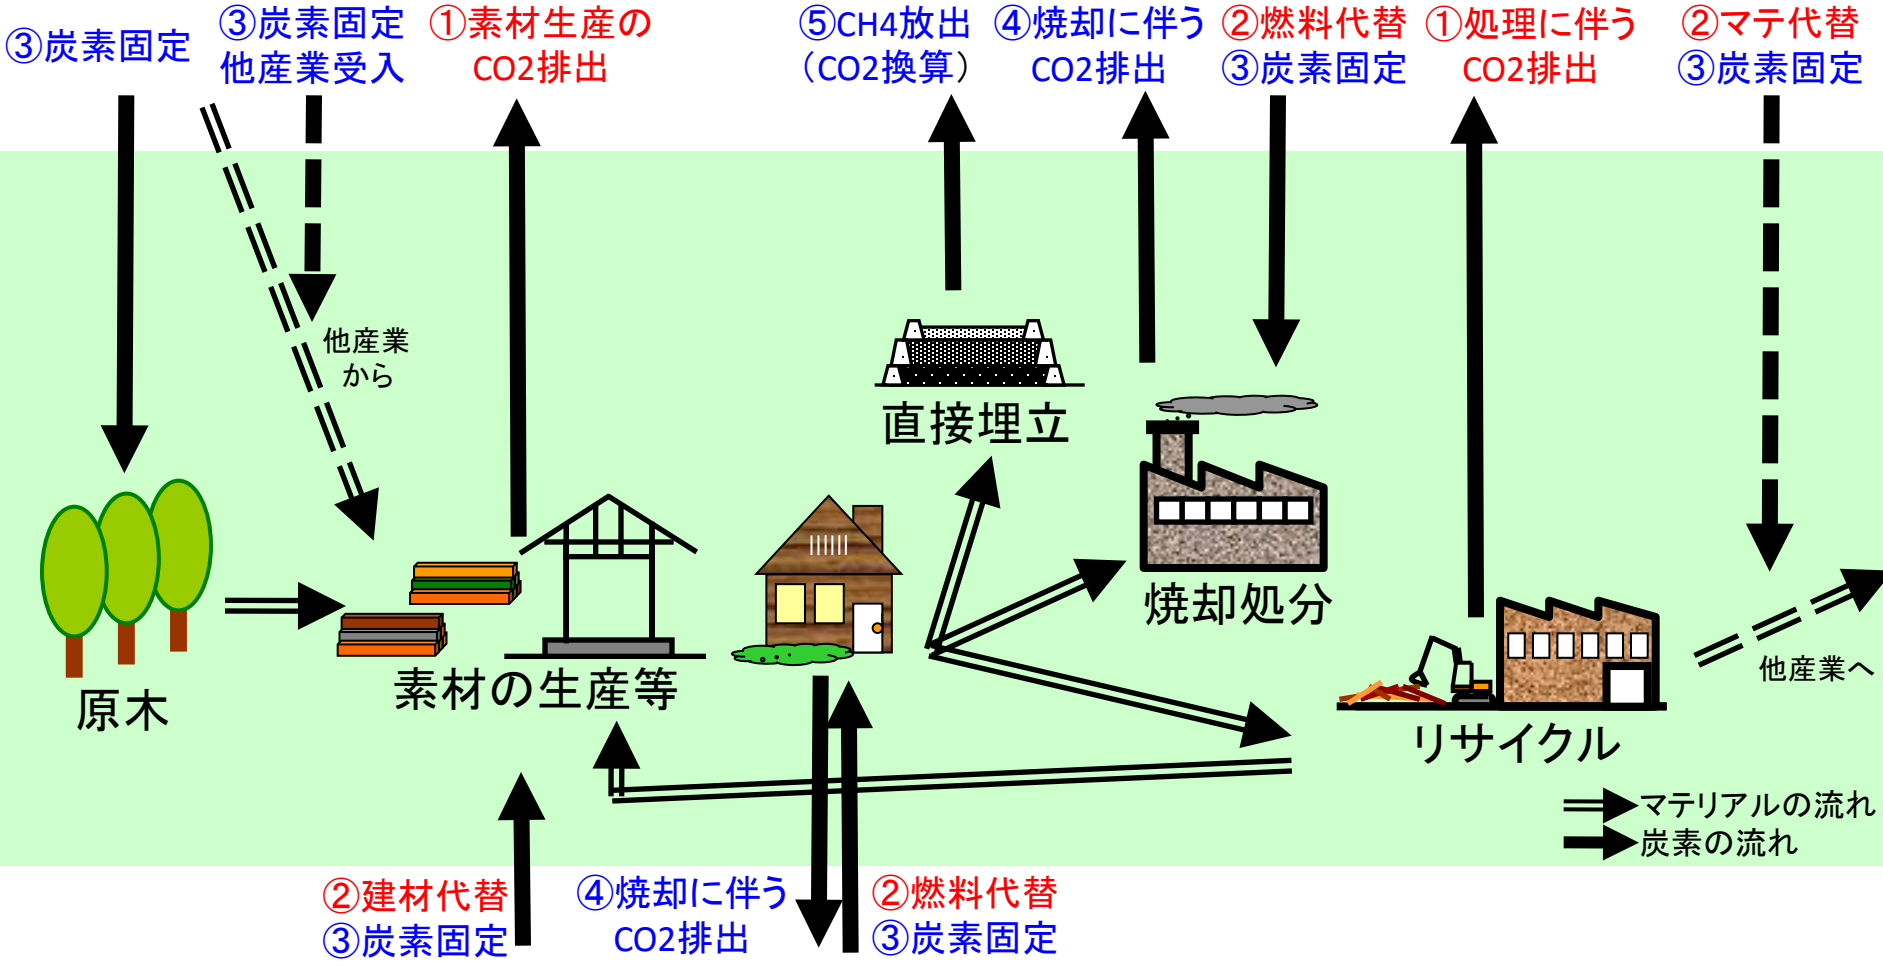 ③炭素固定
③炭素固定
他産業受入
①素材生産の
CO2排出
⑤CH4放出
（CO2換算）
④焼却に伴う
CO2排出
②燃料代替
③炭素固定
①処理に伴う
CO2排出
②マテ代替
③炭素固定
他産業
から
直接埋立
焼却処分
原木
素材の生産等
リサイクル
他産業へ
マテリアルの流れ
炭素の流れ
②建材代替
③炭素固定
④焼却に伴う
CO2排出
②燃料代替
③炭素固定